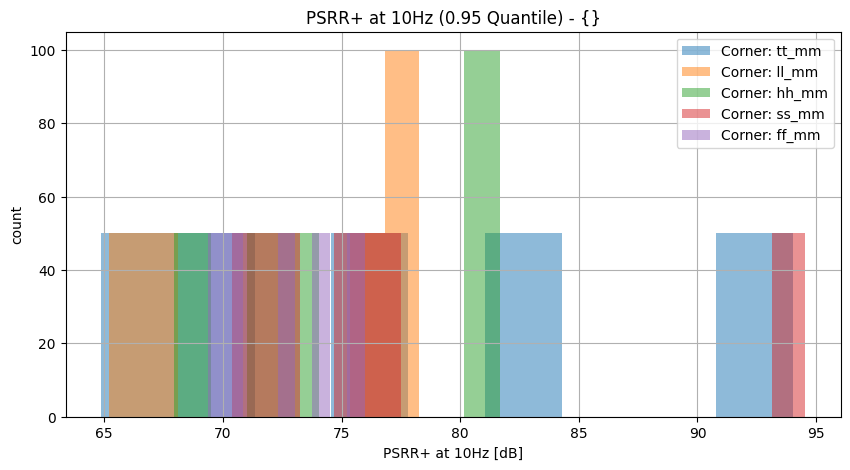 PSRR+ at 10Hz (0.95 Quantile) - {}
Corner: tt_mm
Corner: ll_mm
Corner: hh_mm
Corner: ss_mm
Corner: ff_mm
100
80
60
40
20
0
count
65 70 75 80 85 90 95
PSRR+ at 10Hz [dB]